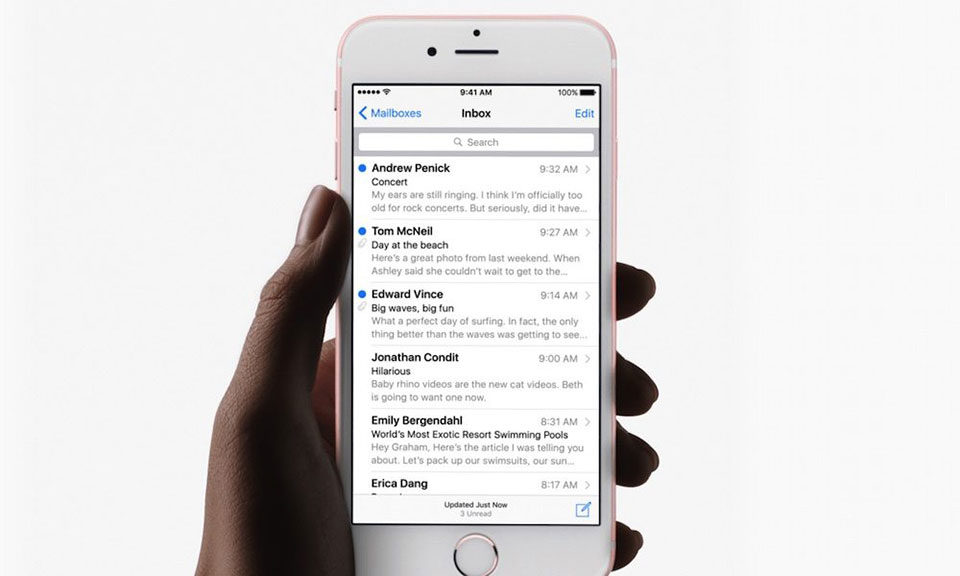 9:41 AM 100%
Mailboxes Inbox Edit
Search
Andrew Penick 9:32 AM
Concert
My ears are still ringing. I think I'm officially too
old for rock concerts. But seriously, did it have...
Tom McNeil 9:27 AM
Day at the beach
Here's a great photo from last weekend. When
Ashley said she couldn't wait to get to the...
Edward Vince 9:14 AM
Big waves, big fun
What a perfect day of surfing. In fact, the only
thing better than the waves was getting to see...
Jonathan Condit 9:00 AM
Hilarious
Baby rhino videos are the new cat videos. Beth
is going to want one now.
Emily Bergendahl 8:31 AM
World's Most Exotic Resort Swimming Pools
Hey Graham, Here's the article I was telling you
about. Let's pack up our swimsuits, our sun...
Erica Dang 8:17 AM
Updated Just Now
3 Unread